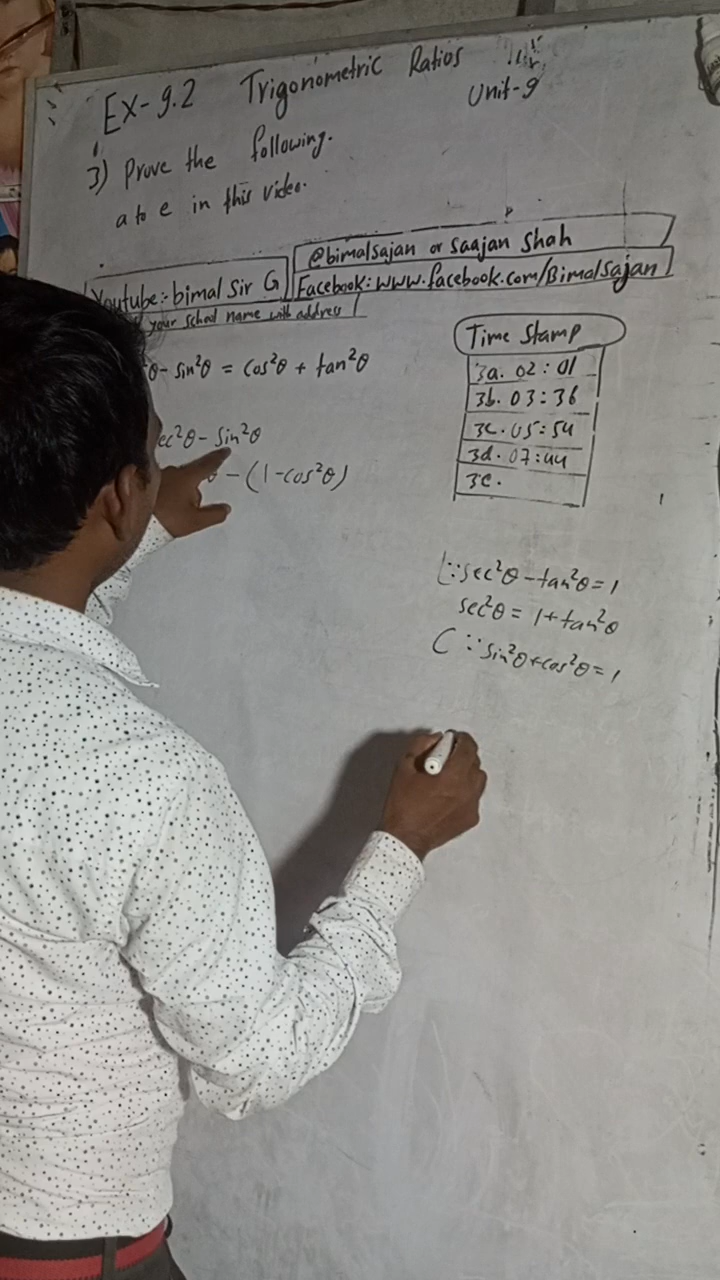 Ex-9.2 Trigonometric Ratios
Unit-9
3) Prove the following.
a to e in this video.
Youtube:- bimal Sir G
@bimalsajan or Saajan Shah
Facebook: www.facebook.com/Bimalsajan
your School name with address
θ - sin²θ = cos²θ + tan²θ
ec²θ - sin²θ
θ - (1-cos²θ)
Time Stamp
3a. 02:01
3b. 03:36
3c. 05:54
3d. 07:44
3e.
[∵sec²θ - tan²θ = 1
sec²θ = 1+tan²θ
( ∵ sin²θ+cos²θ = 1